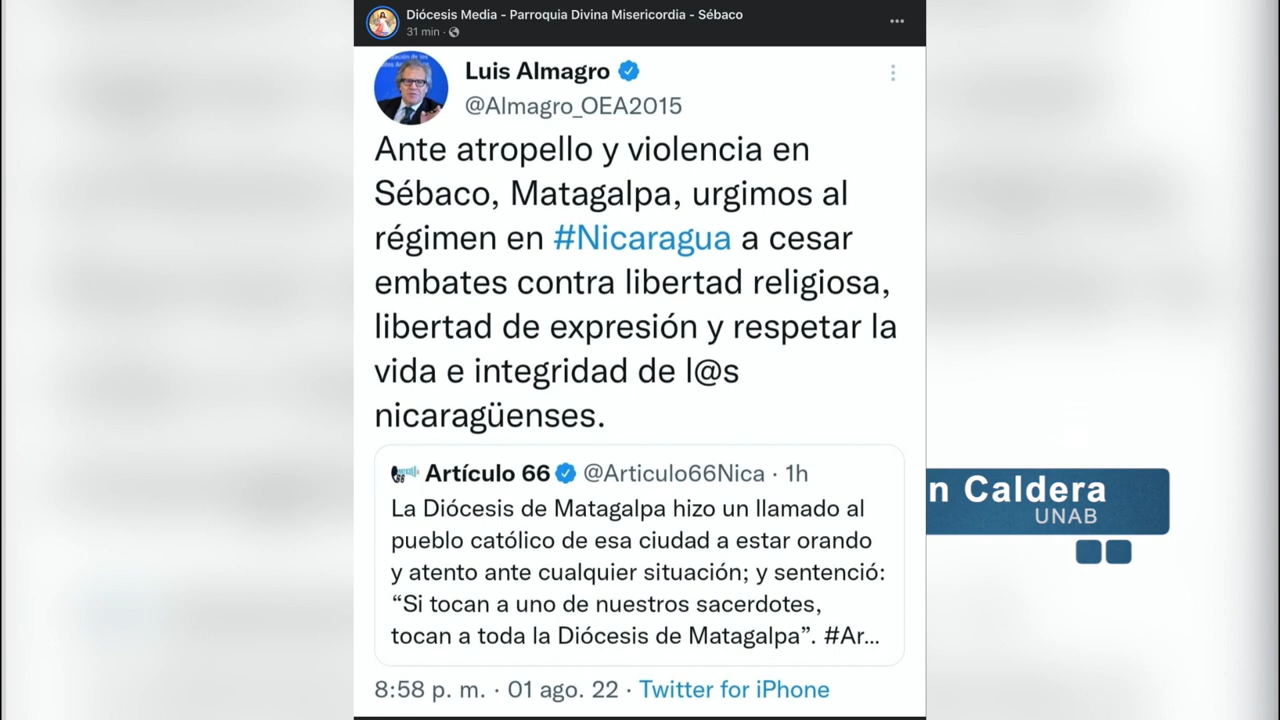 Diócesis Media - Parroquia Divina Misericordia - Sébaco
31 min ·
Luis Almagro
@Almagro_OEA2015
Ante atropello y violencia en
Sébaco, Matagalpa, urgimos al
régimen en #Nicaragua a cesar
embates contra libertad religiosa,
libertad de expresión y respetar la
vida e integridad de l@s
nicaragüenses.
Artículo 66 @Articulo66Nica · 1h
La Diócesis de Matagalpa hizo un llamado al
pueblo católico de esa ciudad a estar orando
y atento ante cualquier situación; y sentenció:
“Si tocan a uno de nuestros sacerdotes,
tocan a toda la Diócesis de Matagalpa”. #Ar...
8:58 p. m. · 01 ago. 22 · Twitter for iPhone
n Caldera
UNAB